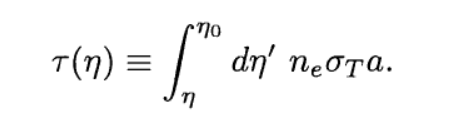 τ(η) ≡ ∫_η^{η₀} dη′ n_e σ_T a.